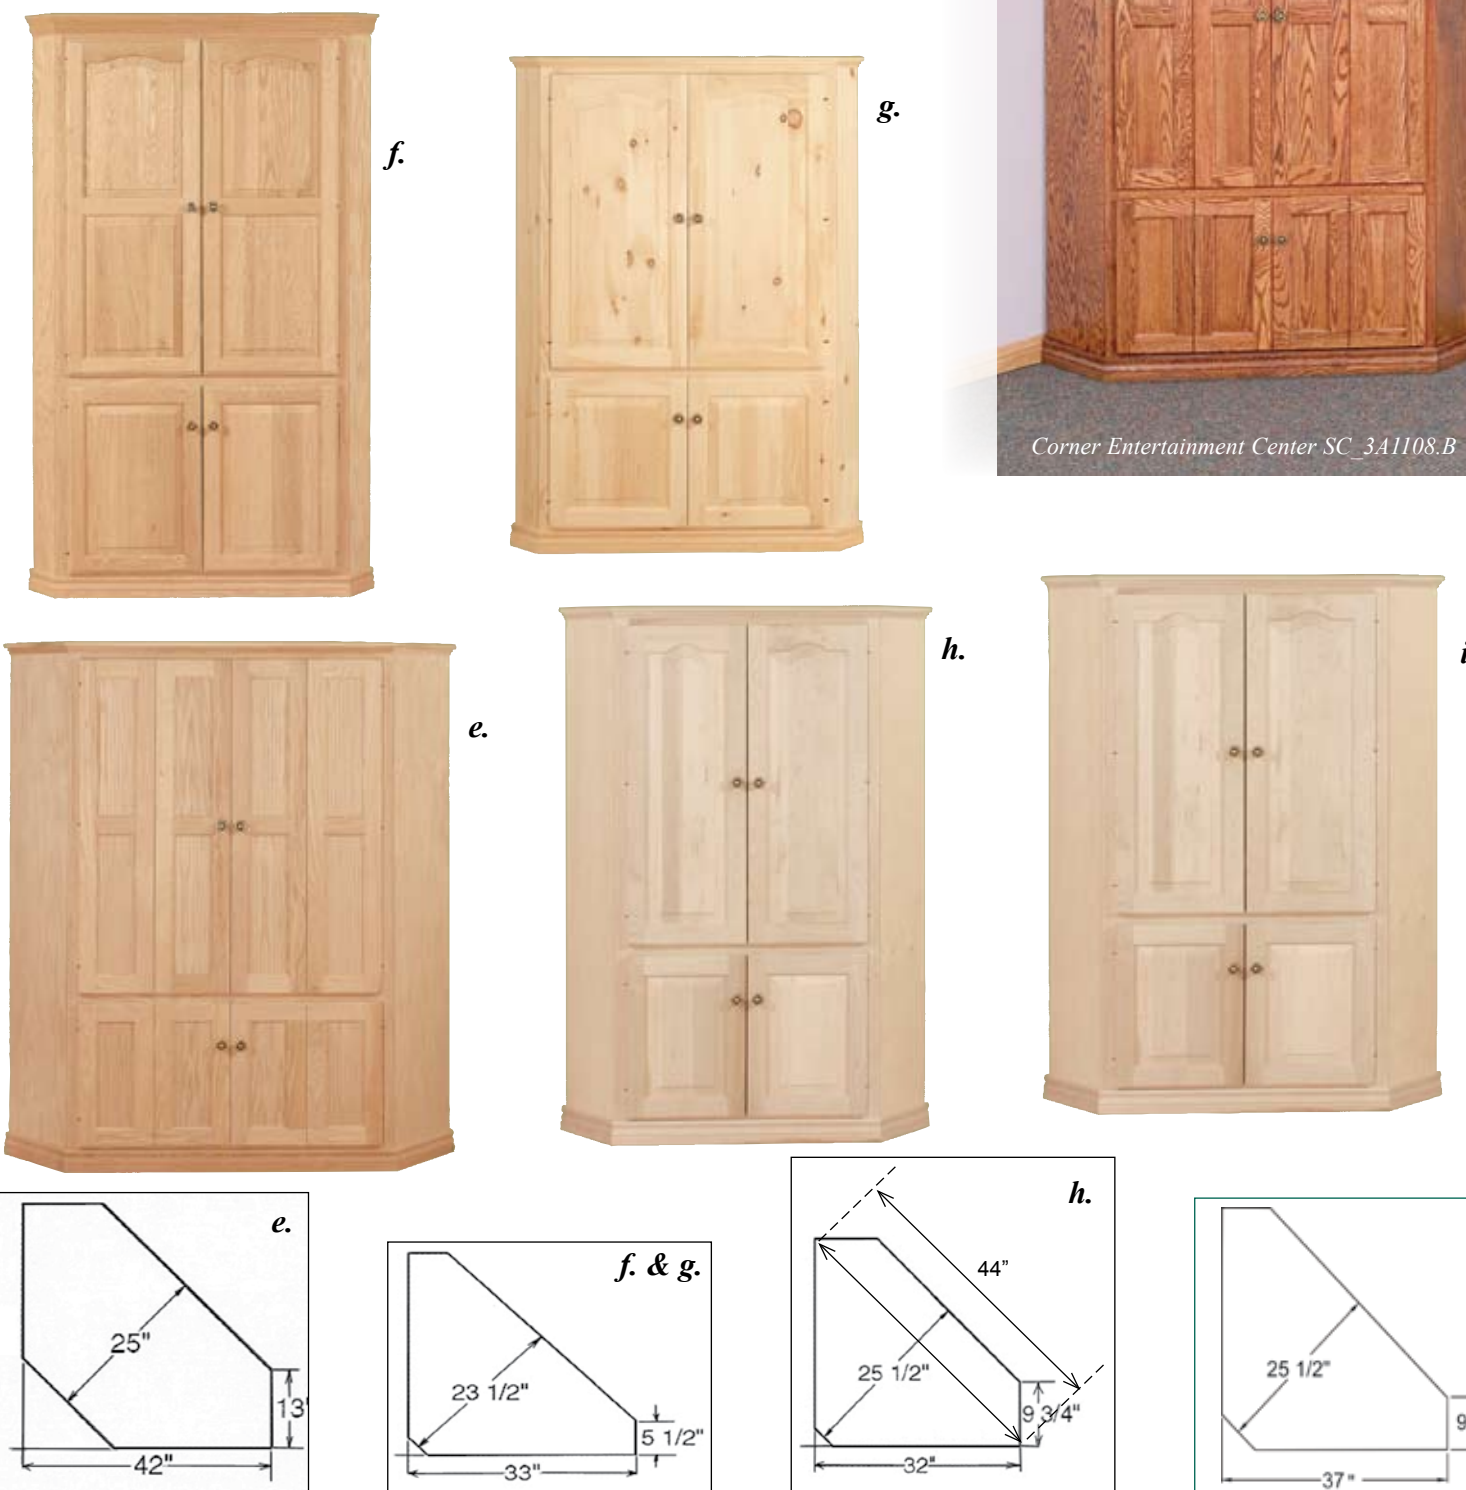 f.
g.
Corner Entertainment Center SC_3A1108.B
h.
e.
e.
25"
13"
42"
f. & g.
23 1/2"
5 1/2"
33"
h.
44”
25 1/2"
9 3/4"
32"
25 1/2"
37"